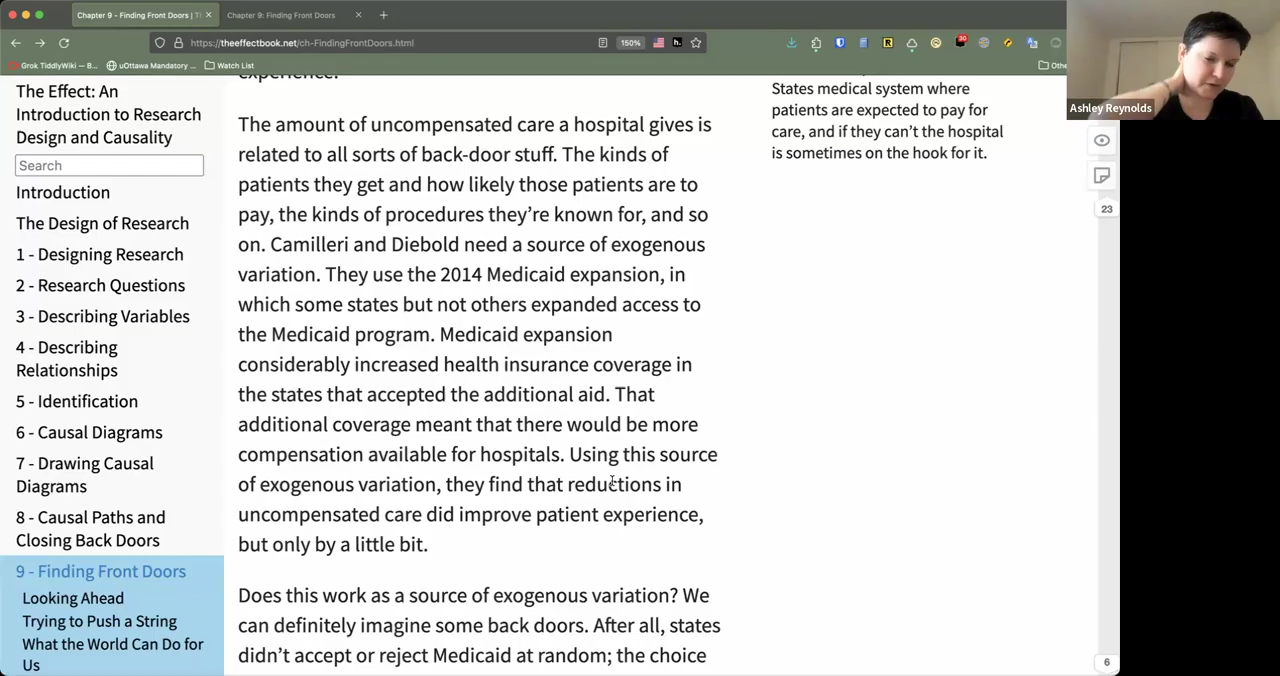 Chapter 9 - Finding Front Doors | T
Chapter 9: Finding Front Doors
https://theeffectbook.net/ch-FindingFrontDoors.html
150%
h.
R
30
Grok TiddlyWiki — B...
uOttawa Mandatory ...
Watch List
Othe
Ashley Reynolds
The Effect: An
Introduction to Research
Design and Causality
Search
Introduction
The Design of Research
1 - Designing Research
2 - Research Questions
3 - Describing Variables
4 - Describing
Relationships
5 - Identification
6 - Causal Diagrams
7 - Drawing Causal
Diagrams
8 - Causal Paths and
Closing Back Doors
9 - Finding Front Doors
Looking Ahead
Trying to Push a String
What the World Can Do for
Us
experience.
The amount of uncompensated care a hospital gives is
related to all sorts of back-door stuff. The kinds of
patients they get and how likely those patients are to
pay, the kinds of procedures they’re known for, and so
on. Camilleri and Diebold need a source of exogenous
variation. They use the 2014 Medicaid expansion, in
which some states but not others expanded access to
the Medicaid program. Medicaid expansion
considerably increased health insurance coverage in
the states that accepted the additional aid. That
additional coverage meant that there would be more
compensation available for hospitals. Using this source
of exogenous variation, they find that reductions in
uncompensated care did improve patient experience,
but only by a little bit.
Does this work as a source of exogenous variation? We
can definitely imagine some back doors. After all, states
didn’t accept or reject Medicaid at random; the choice
States medical system where
patients are expected to pay for
care, and if they can’t the hospital
is sometimes on the hook for it.
23
6